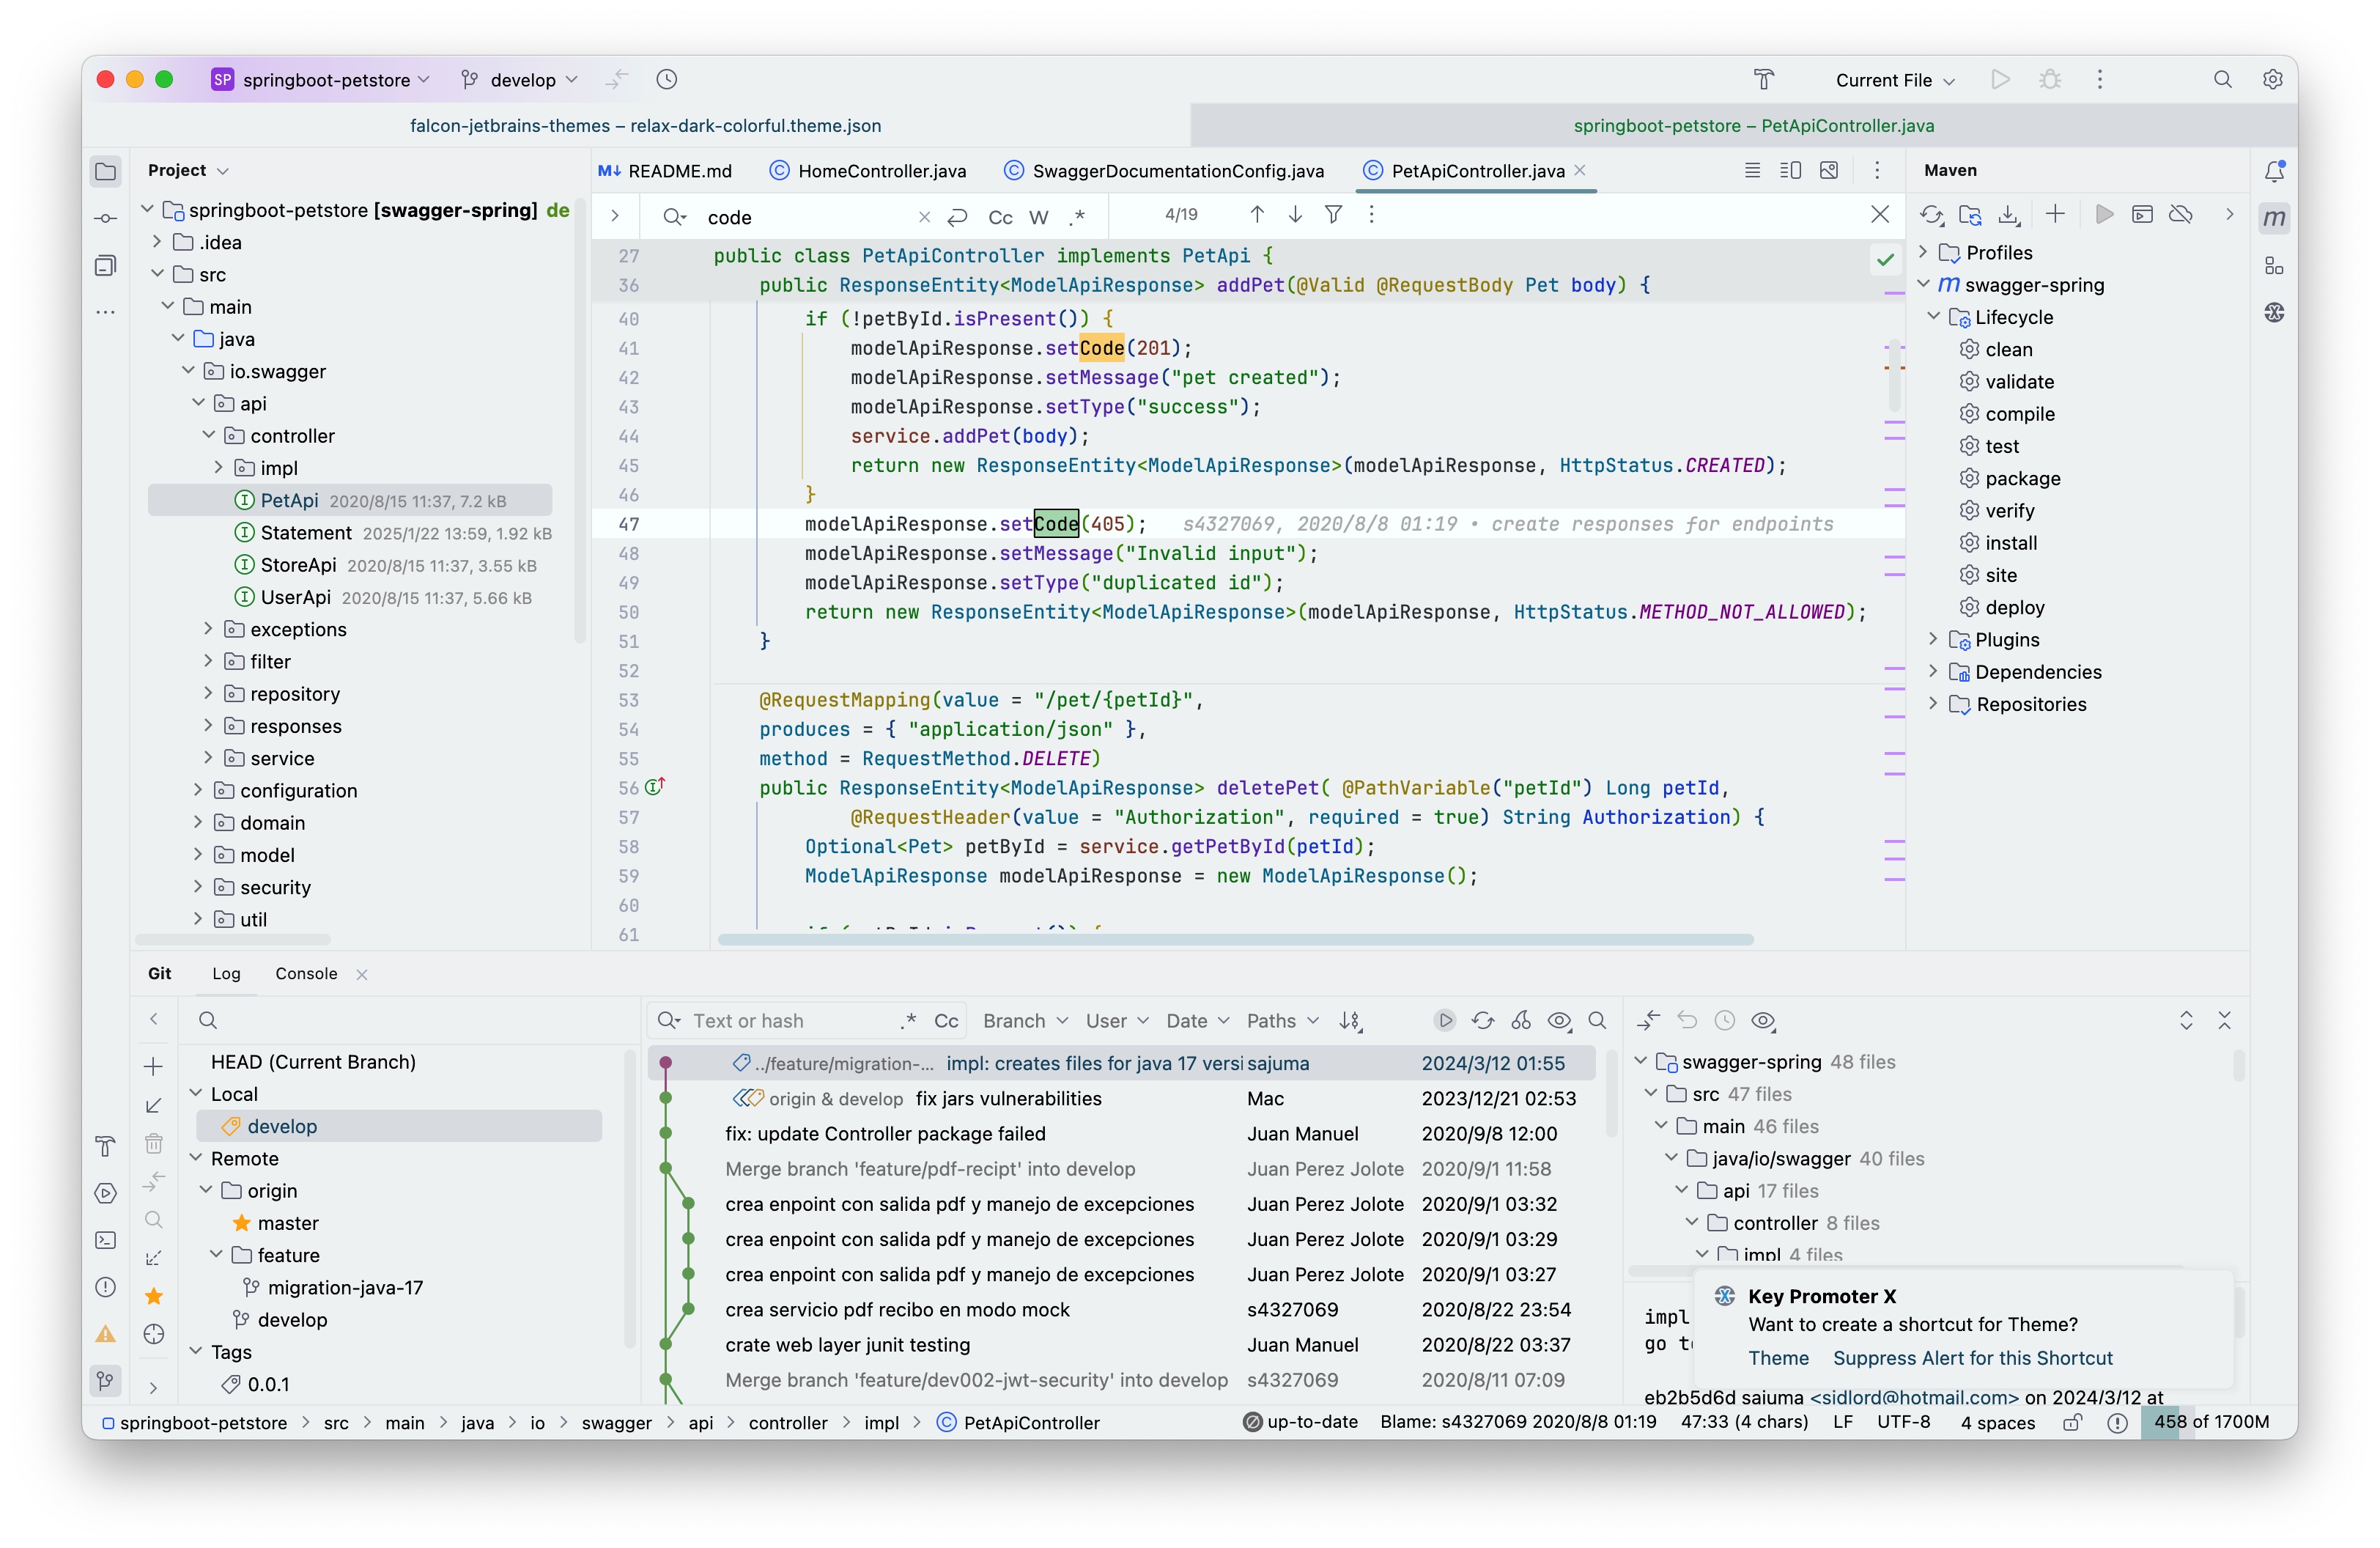 SP springboot-petstore develop Current File
falcon-jetbrains-themes – relax-dark-colorful.theme.json springboot-petstore – PetApiController.java
Project
springboot-petstore [swagger-spring] de
.idea
src
main
java
io.swagger
api
controller
impl
PetApi 2020/8/15 11:37, 7.2 kB
Statement 2025/1/22 13:59, 1.92 kB
StoreApi 2020/8/15 11:37, 3.55 kB
UserApi 2020/8/15 11:37, 5.66 kB
exceptions
filter
repository
responses
service
configuration
domain
model
security
util
README.md HomeController.java SwaggerDocumentationConfig.java PetApiController.java
code Cc W .* 4/19
27 public class PetApiController implements PetApi {
36 public ResponseEntity<ModelApiResponse> addPet(@Valid @RequestBody Pet body) {
40 if (!petById.isPresent()) {
41 modelApiResponse.setCode(201);
42 modelApiResponse.setMessage("pet created");
43 modelApiResponse.setType("success");
44 service.addPet(body);
45 return new ResponseEntity<ModelApiResponse>(modelApiResponse, HttpStatus.CREATED);
46 }
47 modelApiResponse.setCode(405); s4327069, 2020/8/8 01:19 • create responses for endpoints
48 modelApiResponse.setMessage("Invalid input");
49 modelApiResponse.setType("duplicated id");
50 return new ResponseEntity<ModelApiResponse>(modelApiResponse, HttpStatus.METHOD_NOT_ALLOWED);
51 }
52
53 @RequestMapping(value = "/pet/{petId}",
54 produces = { "application/json" },
55 method = RequestMethod.DELETE)
56 public ResponseEntity<ModelApiResponse> deletePet( @PathVariable("petId") Long petId,
57 @RequestHeader(value = "Authorization", required = true) String Authorization) {
58 Optional<Pet> petById = service.getPetById(petId);
59 ModelApiResponse modelApiResponse = new ModelApiResponse();
60
61
Maven
Profiles
swagger-spring
Lifecycle
clean
validate
compile
test
package
verify
install
site
deploy
Plugins
Dependencies
Repositories
Git Log Console
HEAD (Current Branch)
Local
develop
Remote
origin
master
feature
migration-java-17
develop
Tags
0.0.1
Text or hash .* Cc Branch User Date Paths
../feature/migration-... impl: creates files for java 17 versi sajuma 2024/3/12 01:55
origin & develop fix jars vulnerabilities Mac 2023/12/21 02:53
fix: update Controller package failed Juan Manuel 2020/9/8 12:00
Merge branch 'feature/pdf-recipt' into develop Juan Perez Jolote 2020/9/1 11:58
crea enpoint con salida pdf y manejo de excepciones Juan Perez Jolote 2020/9/1 03:32
crea enpoint con salida pdf y manejo de excepciones Juan Perez Jolote 2020/9/1 03:29
crea enpoint con salida pdf y manejo de excepciones Juan Perez Jolote 2020/9/1 03:27
crea servicio pdf recibo en modo mock s4327069 2020/8/22 23:54
crate web layer junit testing Juan Manuel 2020/8/22 03:37
Merge branch 'feature/dev002-jwt-security' into develop s4327069 2020/8/11 07:09
swagger-spring 48 files
src 47 files
main 46 files
java/io/swagger 40 files
api 17 files
controller 8 files
impl 4 files
impl
go
Key Promoter X
Want to create a shortcut for Theme?
Theme Suppress Alert for this Shortcut
eb2b5d6d sajuma <sidlord@hotmail.com> on 2024/3/12 at
springboot-petstore > src > main > java > io > swagger > api > controller > impl > PetApiController up-to-date Blame: s4327069 2020/8/8 01:19 47:33 (4 chars) LF UTF-8 4 spaces 458 of 1700M